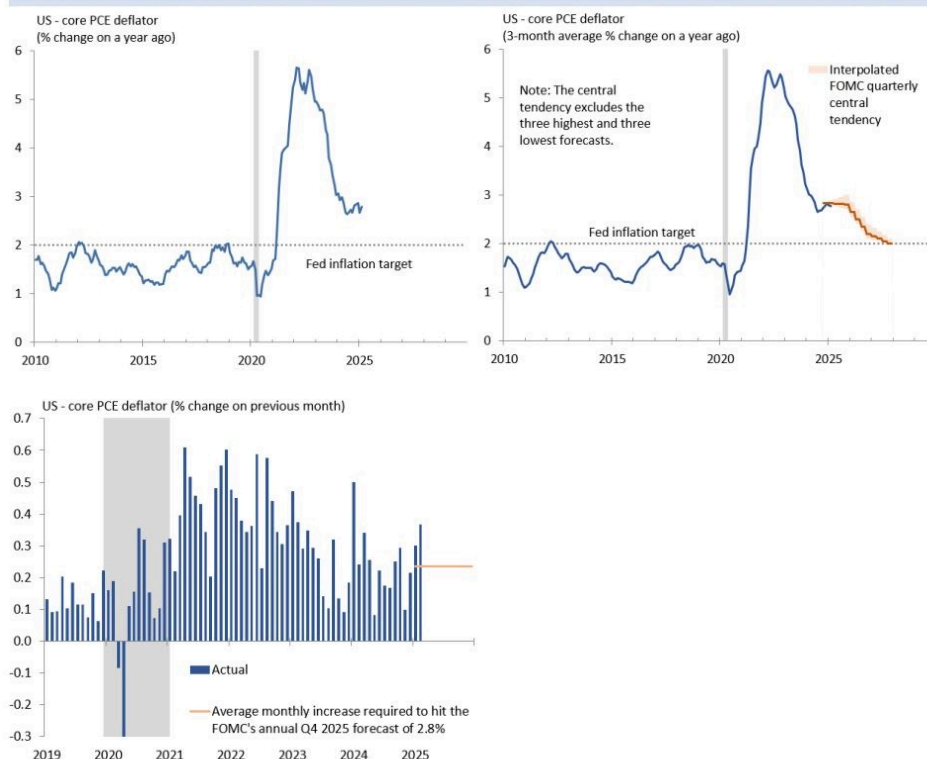 US - core PCE deflator
(% change on a year ago)
6
5
4
3
2
1
0
Fed inflation target
2010
2015
2020
2025
US - core PCE deflator
(3-month average % change on a year ago)
6
5
4
3
2
1
0
Note: The central
tendency excludes the
three highest and three
lowest forecasts.
Interpolated
FOMC quarterly
central
tendency
Fed inflation target
2010
2015
2020
2025
US - core PCE deflator (% change on previous month)
0.7
0.6
0.5
0.4
0.3
0.2
0.1
0.0
-0.1
-0.2
-0.3
Actual
Average monthly increase required to hit the
FOMC's annual Q4 2025 forecast of 2.8%
2019
2020
2021
2022
2023
2024
2025